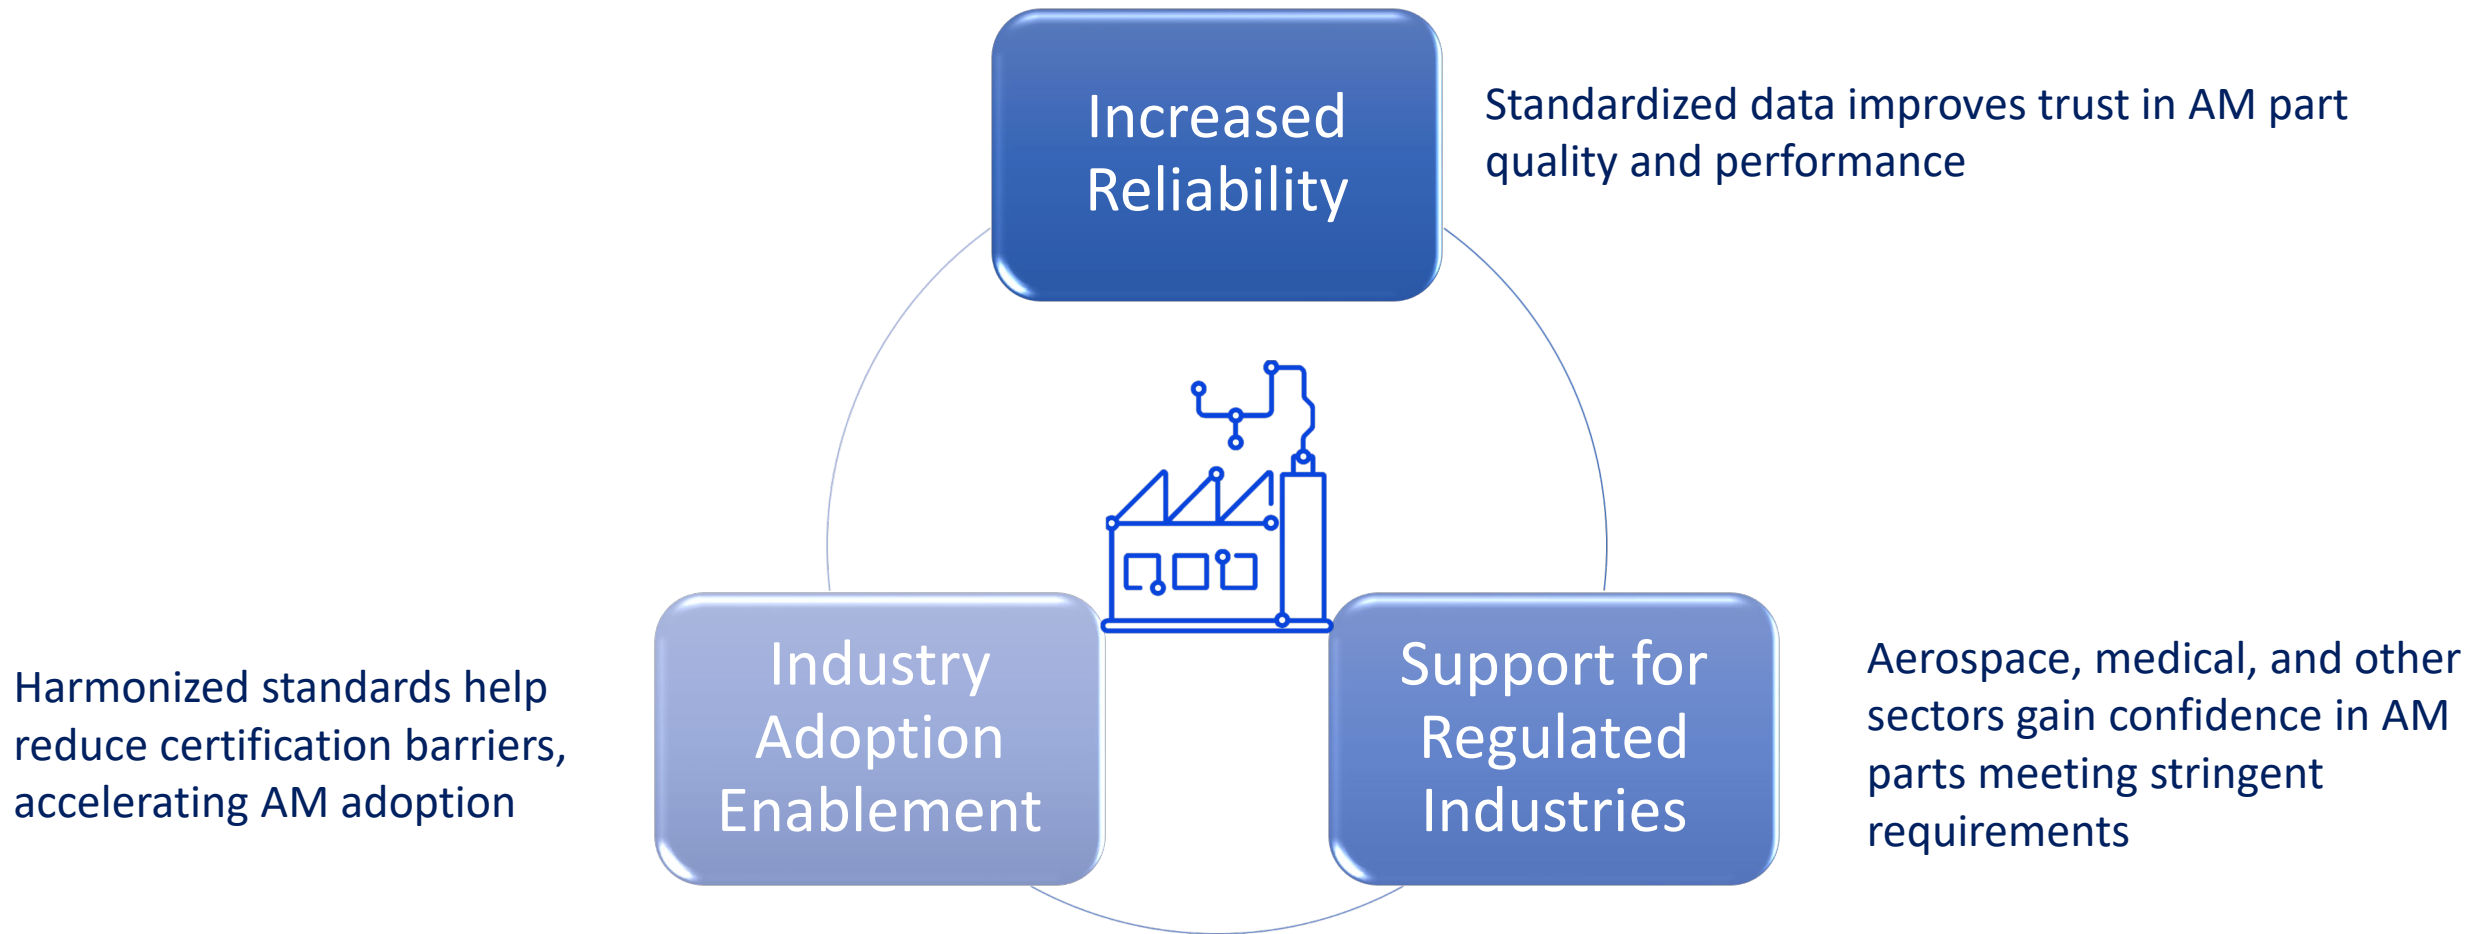 Increased
Reliability
Standardized data improves trust in AM part
quality and performance
Industry
Adoption
Enablement
Harmonized standards help
reduce certification barriers,
accelerating AM adoption
Support for
Regulated
Industries
Aerospace, medical, and other
sectors gain confidence in AM
parts meeting stringent
requirements